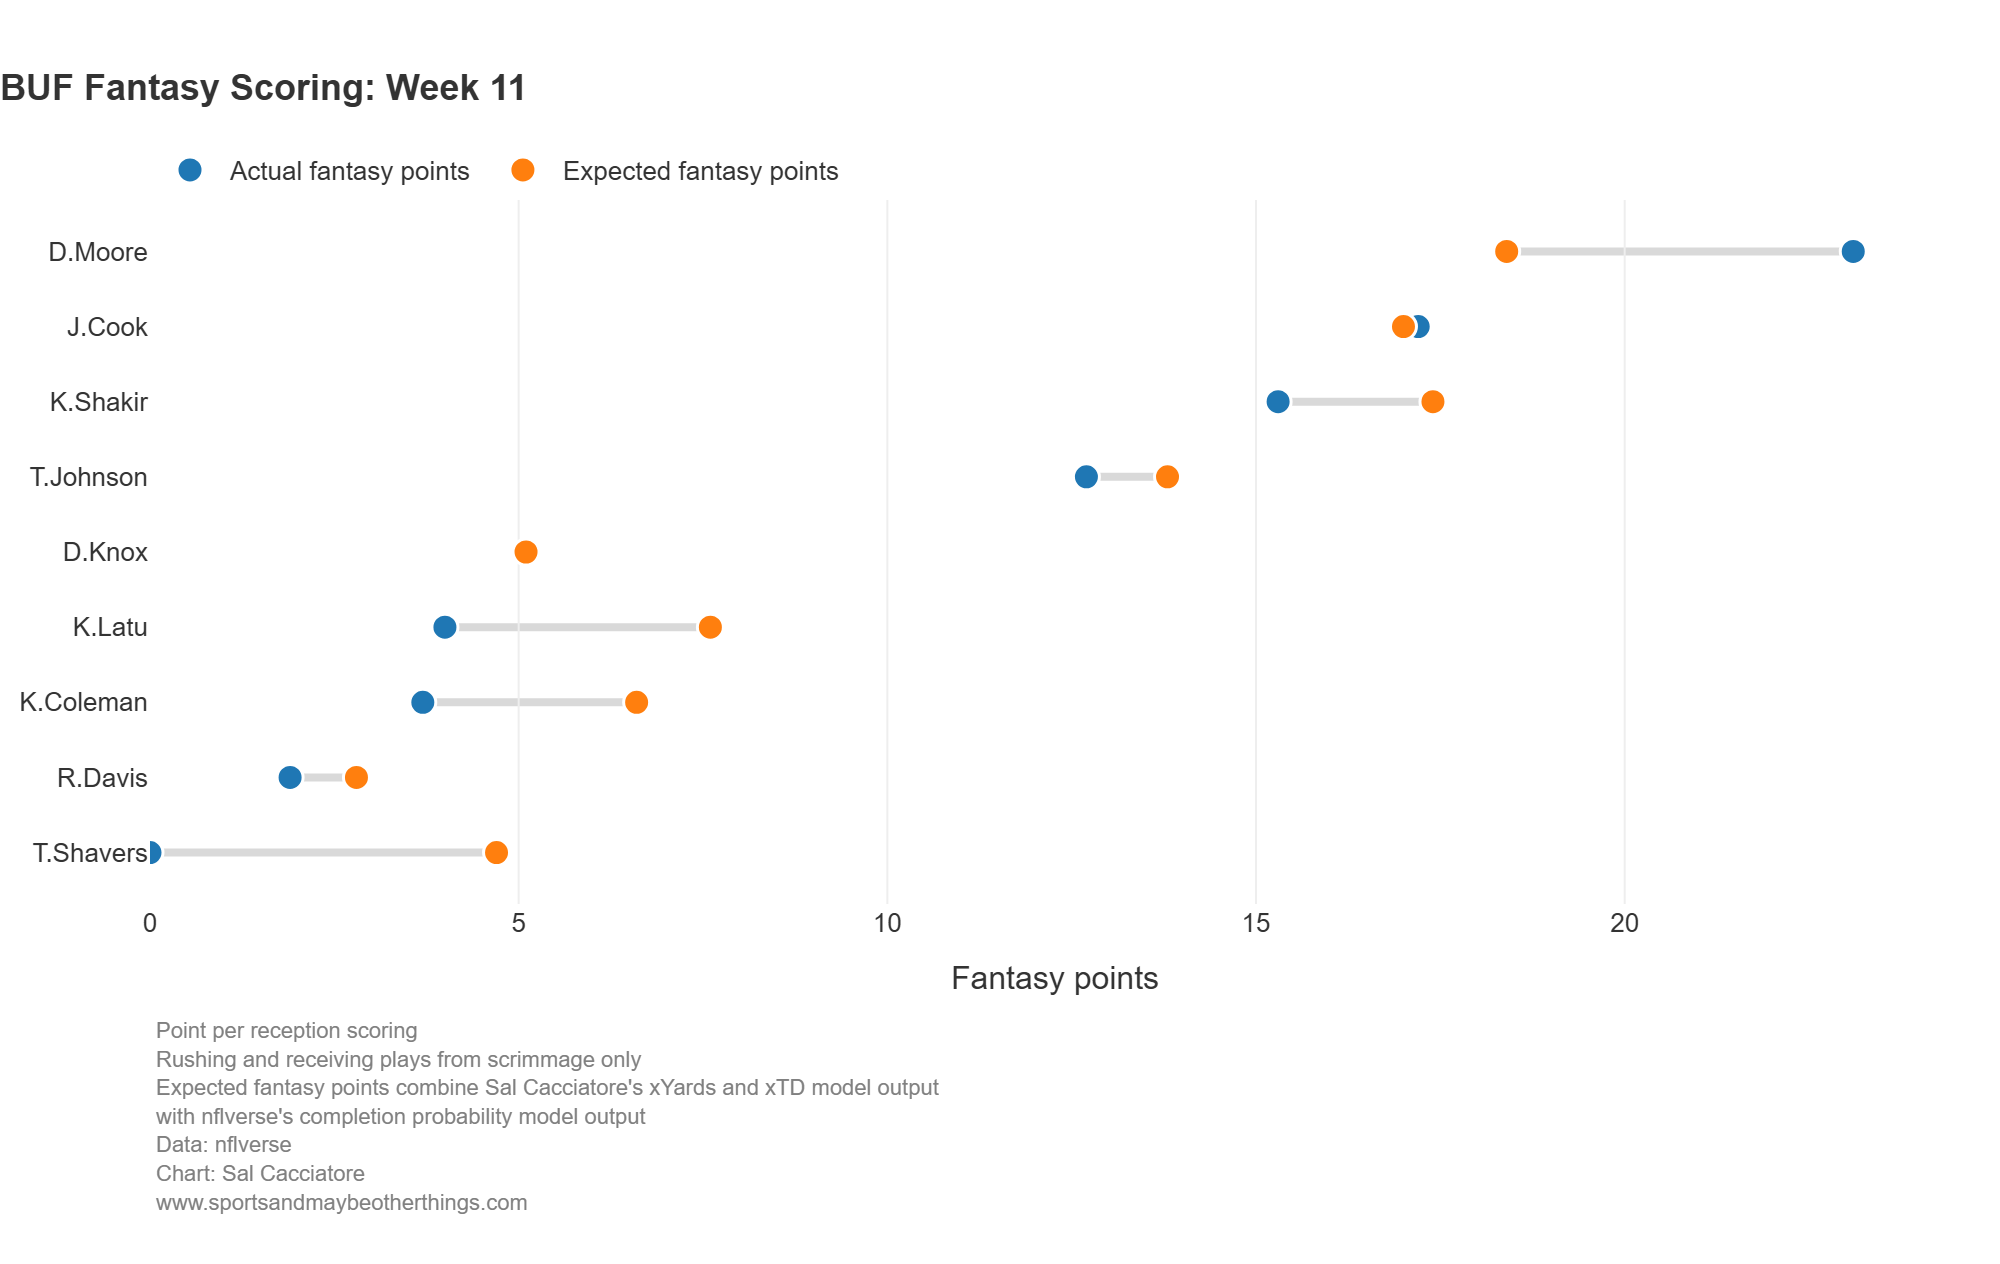 BUF Fantasy Scoring: Week 11
Actual fantasy points
Expected fantasy points
D.Moore
J.Cook
K.Shakir
T.Johnson
D.Knox
K.Latu
K.Coleman
R.Davis
T.Shavers
0 5 10 15 20
Fantasy points
Point per reception scoring
Rushing and receiving plays from scrimmage only
Expected fantasy points combine Sal Cacciatore's xYards and xTD model output
with nflverse's completion probability model output
Data: nflverse
Chart: Sal Cacciatore
www.sportsandmaybeotherthings.com